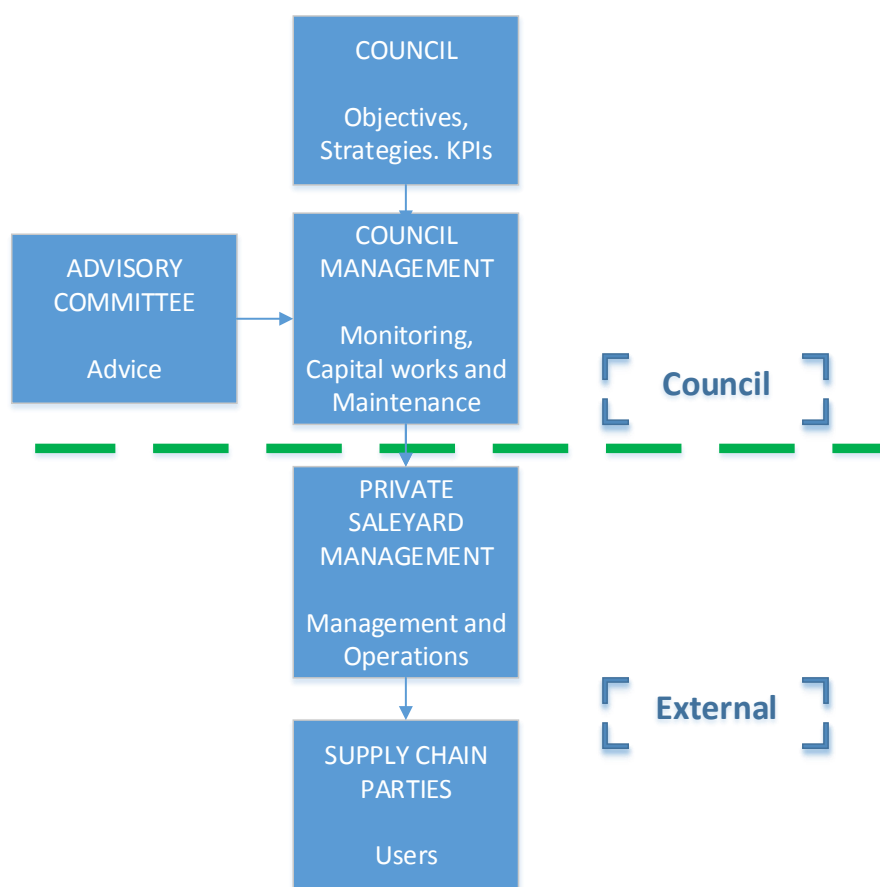 COUNCIL
Objectives,
Strategies. KPIs
ADVISORY
COMMITTEE
Advice
COUNCIL
MANAGEMENT
Monitoring,
Capital works and
Maintenance
Council
PRIVATE
SALEYARD
MANAGEMENT
Management and
Operations
External
SUPPLY CHAIN
PARTIES
Users